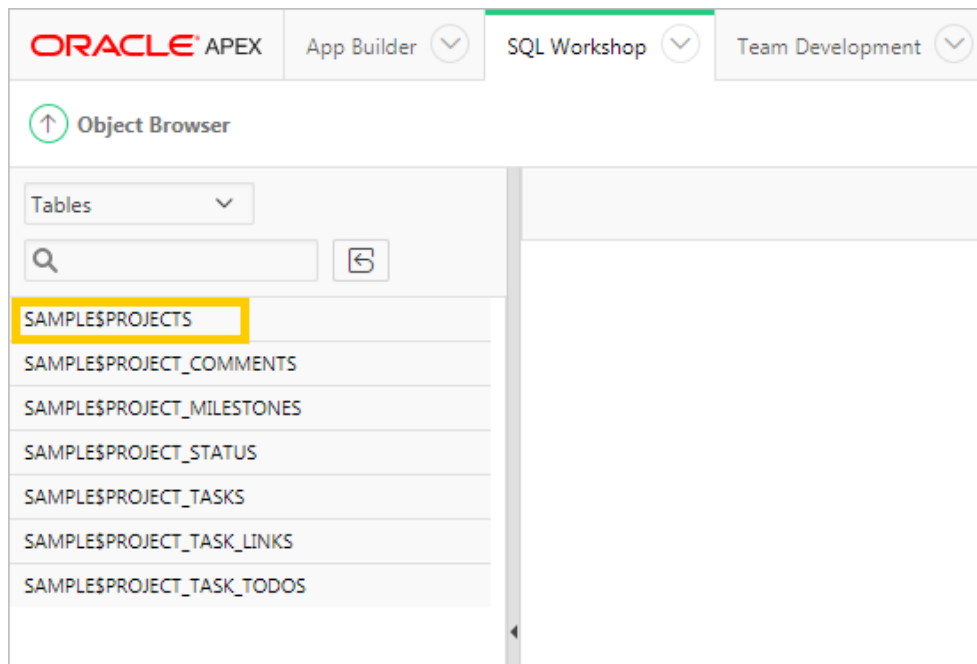 ORACLE APEX App Builder SQL Workshop Team Development
Object Browser
Tables
SAMPLE$PROJECTS
SAMPLE$PROJECT_COMMENTS
SAMPLE$PROJECT_MILESTONES
SAMPLE$PROJECT_STATUS
SAMPLE$PROJECT_TASKS
SAMPLE$PROJECT_TASK_LINKS
SAMPLE$PROJECT_TASK_TODOS